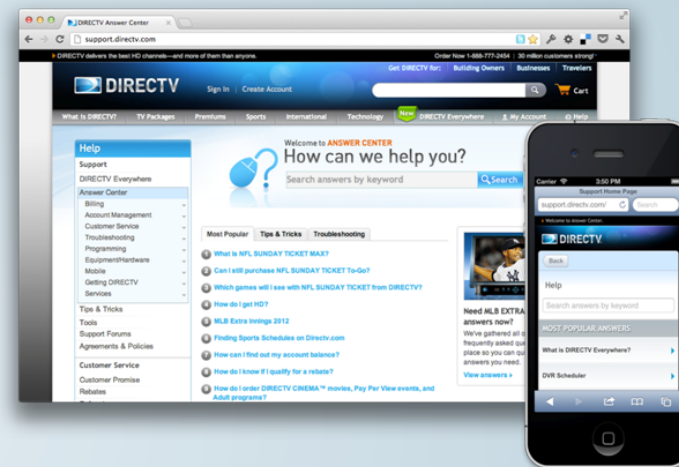 DIRECTV Answer Center
support.directv.com
DIRECTV delivers the best HD channels—and more of them than anyone.
Order Now 1-888-777-2454 | 30 million customers strong!
Get DIRECTV for: Building Owners Businesses Travelers
DIRECTV
Sign In | Create Account
Cart
What Is DIRECTV? TV Packages Premiums Sports International Technology New DIRECTV Everywhere My Account Help
Help
Support
DIRECTV Everywhere
Answer Center
Billing
Account Management
Customer Service
Troubleshooting
Programming
Equipment/Hardware
Mobile
Getting DIRECTV
Services
Tips & Tricks
Tools
Support Forums
Agreements & Policies
Customer Service
Customer Promise
Rebates
Welcome to ANSWER CENTER
How can we help you?
Search answers by keyword
Search
Most Popular Tips & Tricks Troubleshooting
1 What is NFL SUNDAY TICKET MAX?
2 Can I still purchase NFL SUNDAY TICKET To-Go?
3 Which games will I see with NFL SUNDAY TICKET from DIRECTV?
4 How do I get HD?
5 MLB Extra Innings 2012
6 Finding Sports Schedules on Directv.com
7 How can I find out my account balance?
8 How do I know if I qualify for a rebate?
9 How do I order DIRECTV CINEMA™ movies, Pay Per View events, and
Adult programs?
Need MLB EXTRA
answers now?
We've gathered all o
frequently asked que
place so you can qui
answers you need.
View answers
Carrier 3:50 PM
Support Home Page
support.directv.com/ Search
Welcome to Answer Center.
DIRECTV
Back
Help
Search answers by keyword
MOST POPULAR ANSWERS
What is DIRECTV Everywhere?
DVR Scheduler